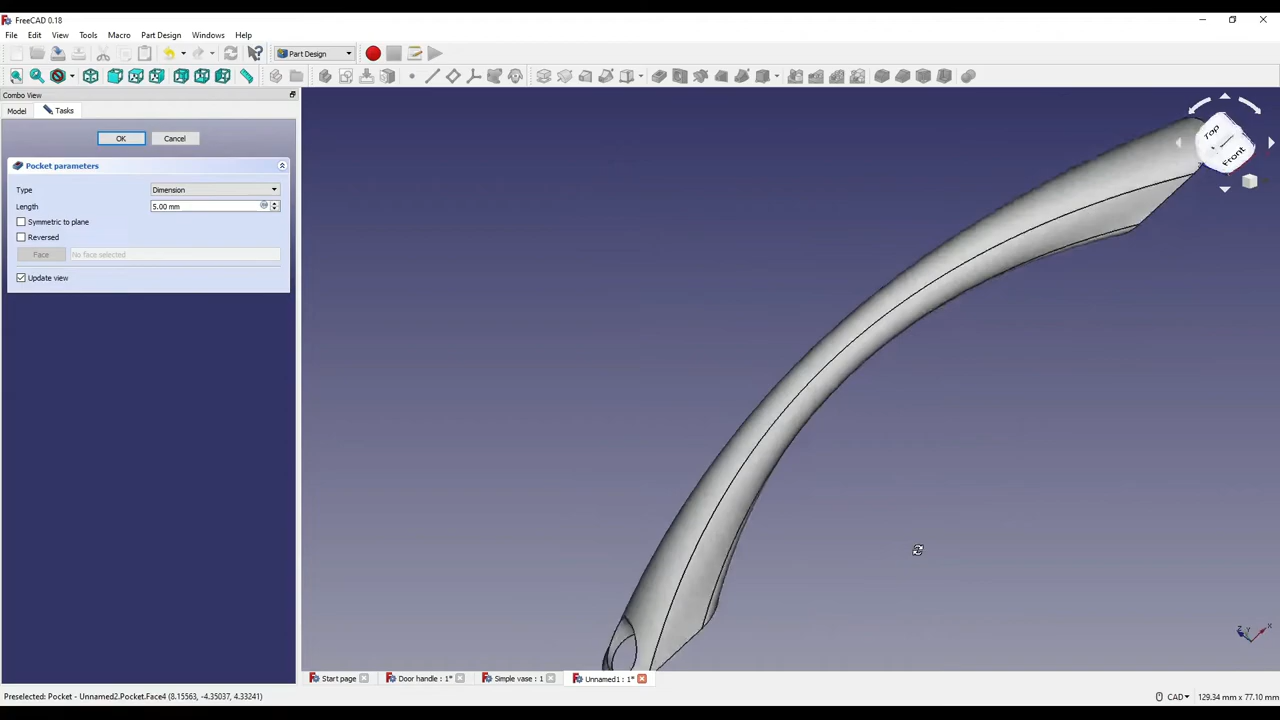 FreeCAD 0.18
File Edit View Tools Macro Part Design Windows Help
Part Design
Combo View
Model Tasks
OK Cancel
Pocket parameters
Type Dimension
Length 5.00 mm
Symmetric to plane
Reversed
Face No face selected
Update view
Top
Front
Z Y X
Start page Door handle : 1* Simple vase : 1 Unnamed1 : 1*
Preselected: Pocket - Unnamed2.Pocket.Face4 (8.15563, -4.35037, 4.33241) CAD 129.34 mm x 77.10 mm